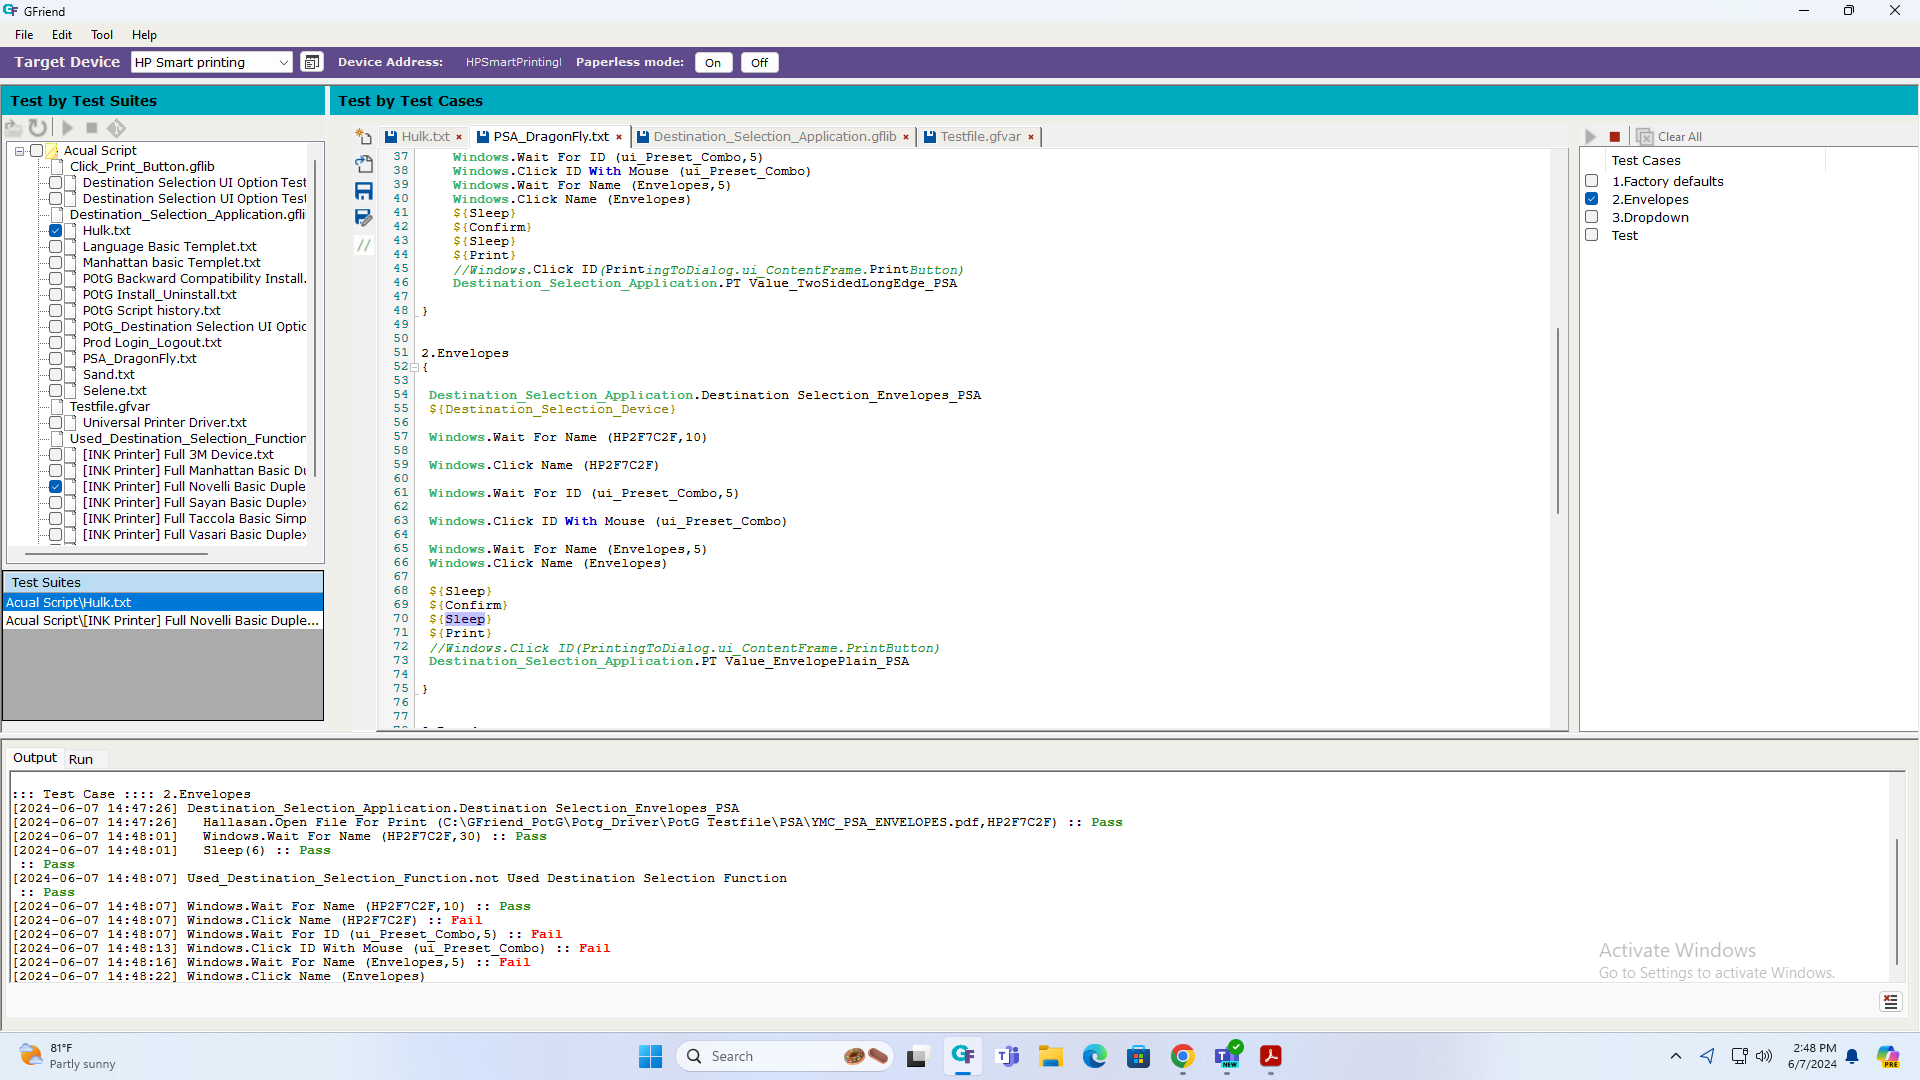 GFriend
File Edit Tool Help
Target Device HP Smart printing Device Address: HPSmartPrintingl Paperless mode: On Off
Test by Test Suites
Acual Script
Click_Print_Button.gflib
Destination Selection UI Option Test
Destination Selection UI Option Test
Destination_Selection_Application.gfli
Hulk.txt
Language Basic Templet.txt
Manhattan basic Templet.txt
POtG Backward Compatibility Install.
POtG Install_Uninstall.txt
POtG Script history.txt
POtG_Destination Selection UI Optic
Prod Login_Logout.txt
PSA_DragonFly.txt
Sand.txt
Selene.txt
Testfile.gfvar
Universal Printer Driver.txt
Used_Destination_Selection_Function
[INK Printer] Full 3M Device.txt
[INK Printer] Full Manhattan Basic Du
[INK Printer] Full Novelli Basic Duple
[INK Printer] Full Sayan Basic Duplex
[INK Printer] Full Taccola Basic Simp
[INK Printer] Full Vasari Basic Duplex
Test Suites
Acual Script\Hulk.txt
Acual Script\[INK Printer] Full Novelli Basic Duple...
Test by Test Cases
Hulk.txt PSA_DragonFly.txt Destination_Selection_Application.gflib Testfile.gfvar
37 Windows.Wait For ID (ui_Preset_Combo,5)
38 Windows.Click ID With Mouse (ui_Preset_Combo)
39 Windows.Wait For Name (Envelopes,5)
40 Windows.Click Name (Envelopes)
41 ${Sleep}
42 ${Confirm}
43 ${Sleep}
44 ${Print}
45 //Windows.Click ID(PrintingToDialog.ui_ContentFrame.PrintButton)
46 Destination_Selection_Application.PT Value_TwoSidedLongEdge_PSA
47
48 }
49
50
51 2.Envelopes
52 {
53
54 Destination_Selection_Application.Destination Selection_Envelopes_PSA
55 ${Destination_Selection_Device}
56
57 Windows.Wait For Name (HP2F7C2F,10)
58
59 Windows.Click Name (HP2F7C2F)
60
61 Windows.Wait For ID (ui_Preset_Combo,5)
62
63 Windows.Click ID With Mouse (ui_Preset_Combo)
64
65 Windows.Wait For Name (Envelopes,5)
66 Windows.Click Name (Envelopes)
67
68 ${Sleep}
69 ${Confirm}
70 ${Sleep}
71 ${Print}
72 //Windows.Click ID(PrintingToDialog.ui_ContentFrame.PrintButton)
73 Destination_Selection_Application.PT Value_EnvelopePlain_PSA
74
75 }
76
77
Clear All
Test Cases
1.Factory defaults
2.Envelopes
3.Dropdown
Test
Output Run
::: Test Case :::: 2.Envelopes
[2024-06-07 14:47:26] Destination_Selection_Application.Destination Selection_Envelopes_PSA
[2024-06-07 14:47:26] Hallasan.Open File For Print (C:\GFriend_PotG\Potg_Driver\PotG Testfile\PSA\YMC_PSA_ENVELOPES.pdf,HP2F7C2F) :: Pass
[2024-06-07 14:48:01] Windows.Wait For Name (HP2F7C2F,30) :: Pass
[2024-06-07 14:48:01] Sleep(6) :: Pass
:: Pass
[2024-06-07 14:48:07] Used_Destination_Selection_Function.not Used Destination Selection Function
:: Pass
[2024-06-07 14:48:07] Windows.Wait For Name (HP2F7C2F,10) :: Pass
[2024-06-07 14:48:07] Windows.Click Name (HP2F7C2F) :: Fail
[2024-06-07 14:48:07] Windows.Wait For ID (ui_Preset_Combo,5) :: Fail
[2024-06-07 14:48:13] Windows.Click ID With Mouse (ui_Preset_Combo) :: Fail
[2024-06-07 14:48:16] Windows.Wait For Name (Envelopes,5) :: Fail
[2024-06-07 14:48:22] Windows.Click Name (Envelopes)
Activate Windows
Go to Settings to activate Windows.
81°F
Partly sunny
Search
NEW
2:48 PM
6/7/2024
PRE